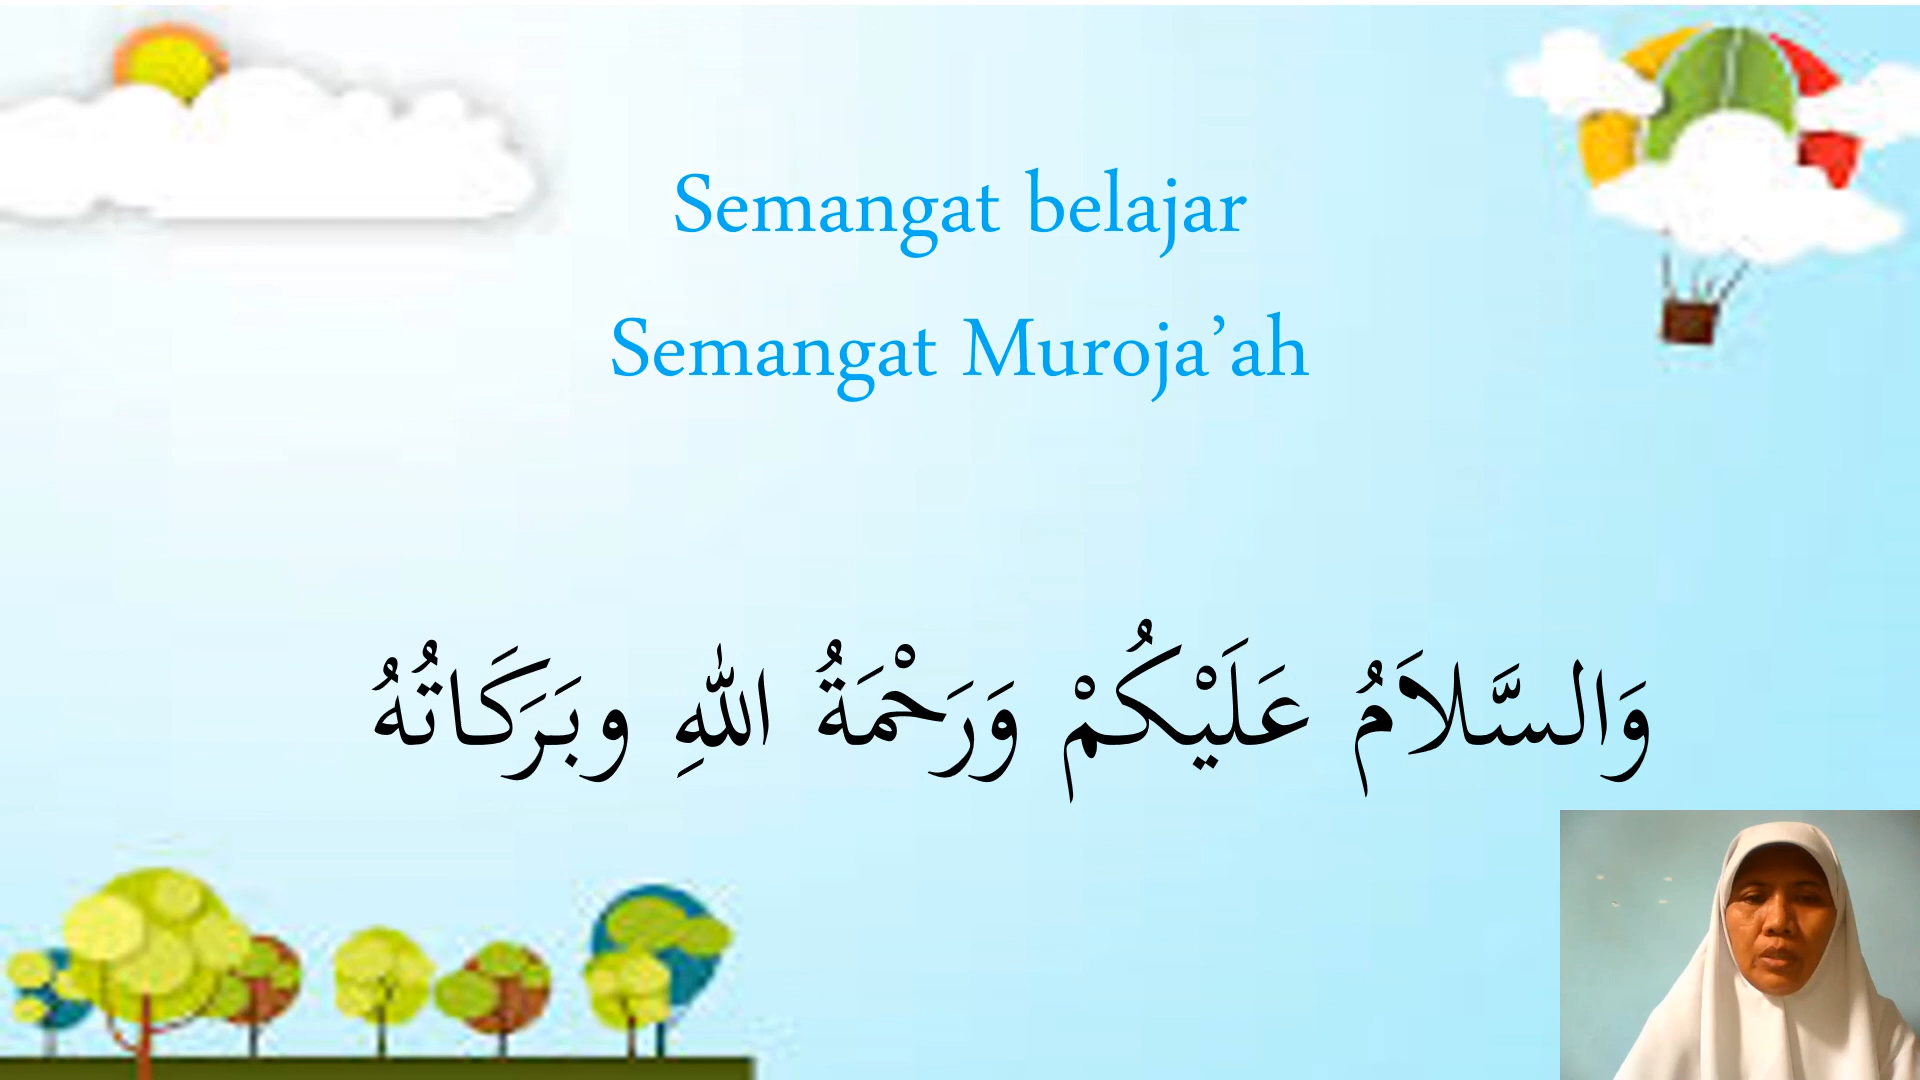 Semangat belajar
Semangat Muroja’ah
وَالسَّلاَمُ عَلَيْكُمْ وَرَحْمَةُ اللهِ وبَرَكَاتُهُ